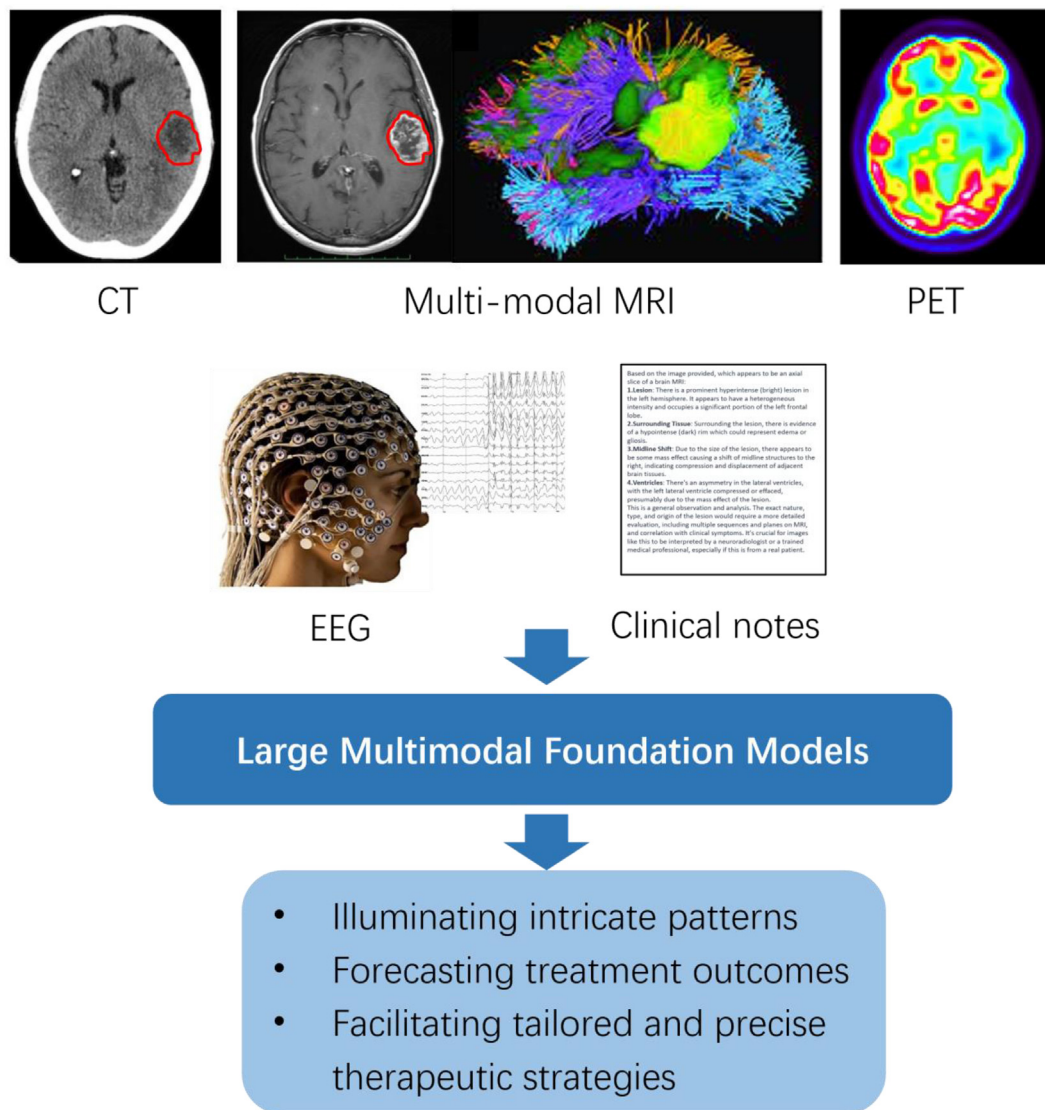 CT
Multi-modal MRI
PET
Based on the image provided, which appears to be an axial
slice of a brain MRI:
1.Lesion: There is a prominent hyperintense (bright) lesion in
the left hemisphere. It appears to have a heterogeneous
intensity and occupies a significant portion of the left frontal
lobe.
2.Surrounding Tissue: Surrounding the lesion, there is evidence
of a hypointense (dark) rim which could represent edema or
gliosis.
3.Midline Shift: Due to the size of the lesion, there appears to
be some mass effect causing a shift of midline structures to the
right, indicating compression and displacement of adjacent
brain tissues.
4.Ventricles: There's an asymmetry in the lateral ventricles,
with the left lateral ventricle compressed or effaced,
presumably due to the mass effect of the lesion.
This is a general observation and analysis. The exact nature,
type, and origin of the lesion would require a more detailed
evaluation, including multiple sequences and planes on MRI,
and correlation with clinical symptoms. It's crucial for images
like this to be interpreted by a neuroradiologist or a trained
medical professional, especially if this is from a real patient.
EEG
Clinical notes
Large Multimodal Foundation Models
• Illuminating intricate patterns
• Forecasting treatment outcomes
• Facilitating tailored and precise
therapeutic strategies